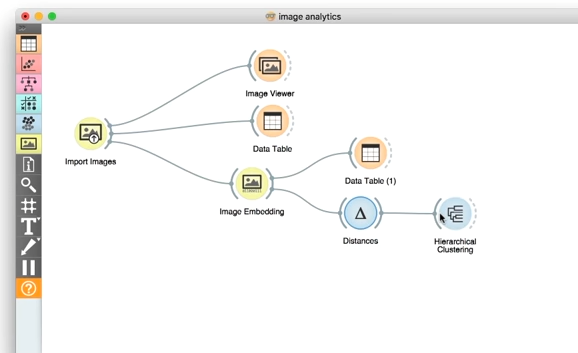 image analytics
Image Viewer
Data Table
Import Images
Data Table (1)
Image Embedding
Distances
Hierarchical
Clustering